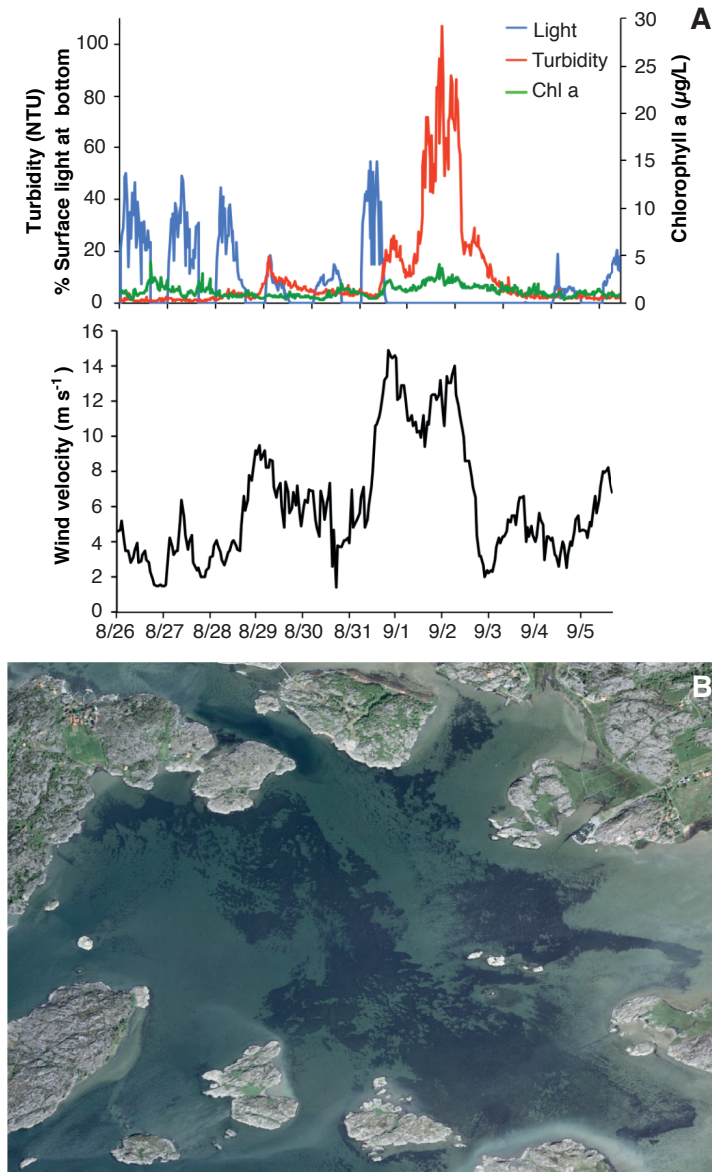 A
Light
Turbidity
Chl a
Turbidity (NTU)
% Surface light at bottom
100
80
60
40
20
0
30
25
20
15
10
5
0
Chlorophyll a (µg/L)
Wind velocity (m s-1)
16
14
12
10
8
6
4
2
0
8/26 8/27 8/28 8/29 8/30 8/31 9/1 9/2 9/3 9/4 9/5
B